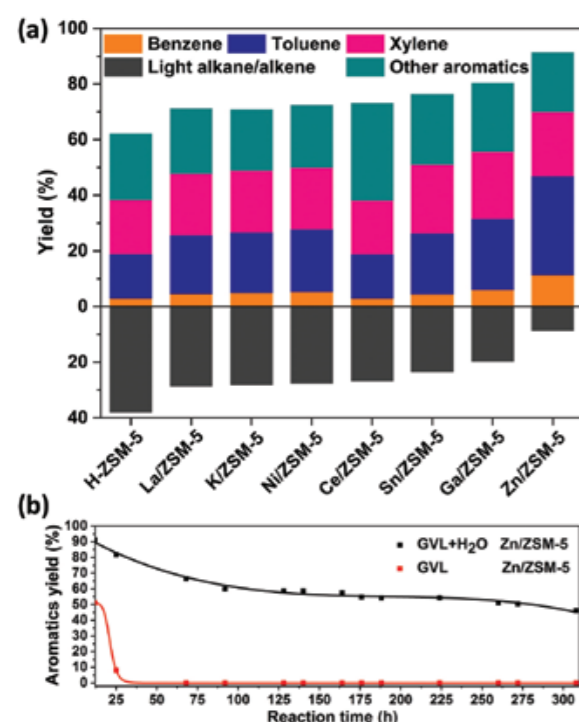 (a)
100
80
60
40
20
0
20
40
Yield (%)
Benzene Toluene Xylene
Light alkane/alkene Other aromatics
H-ZSM-5
La/ZSM-5
K/ZSM-5
Ni/ZSM-5
Ce/ZSM-5
Sn/ZSM-5
Ga/ZSM-5
Zn/ZSM-5
(b)
100
90
80
70
60
50
40
30
20
10
0
Aromatics yield (%)
GVL+H2O Zn/ZSM-5
GVL Zn/ZSM-5
25 50 75 100 125 150 175 200 225 250 275 300
Reaction time (h)